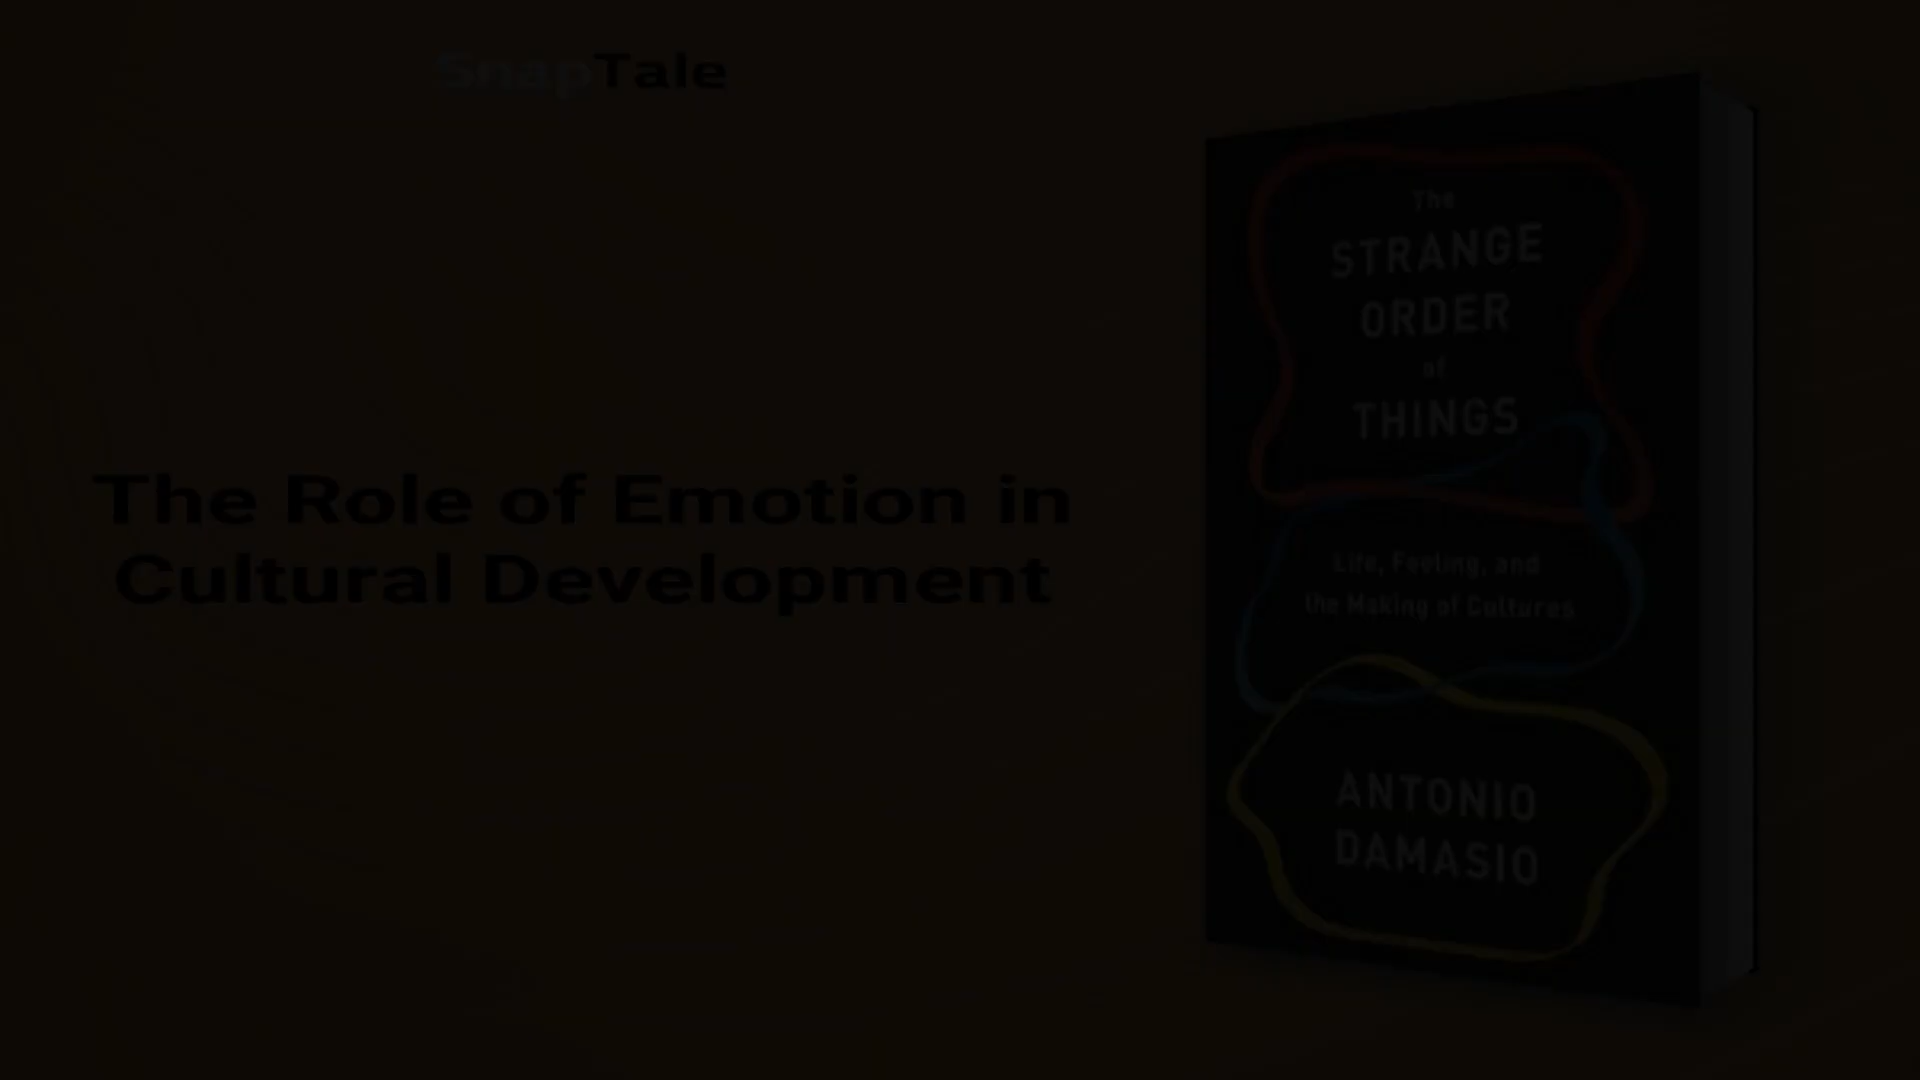 SnapTale
The Role of Emotion in
Cultural Development
The
STRANGE
ORDER
of
THINGS
Life, Feeling, and
the Making of Cultures
ANTONIO
DAMASIO